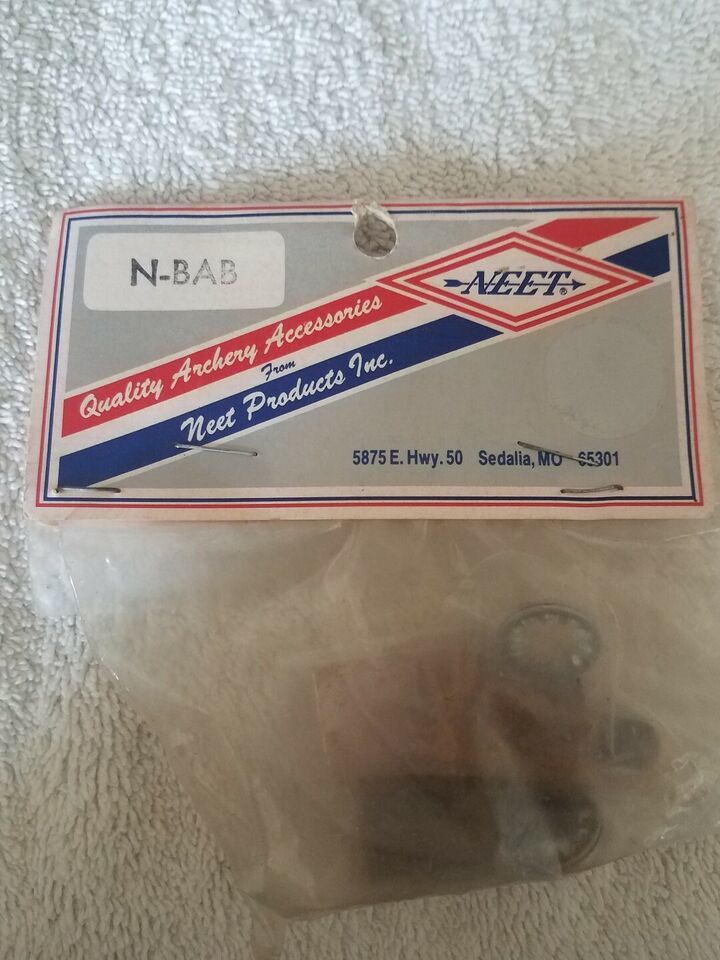 N-BAB
NEET®
Quality Archery Accessories
From
Neet Products Inc.
5875 E. Hwy. 50 Sedalia, MO 65301